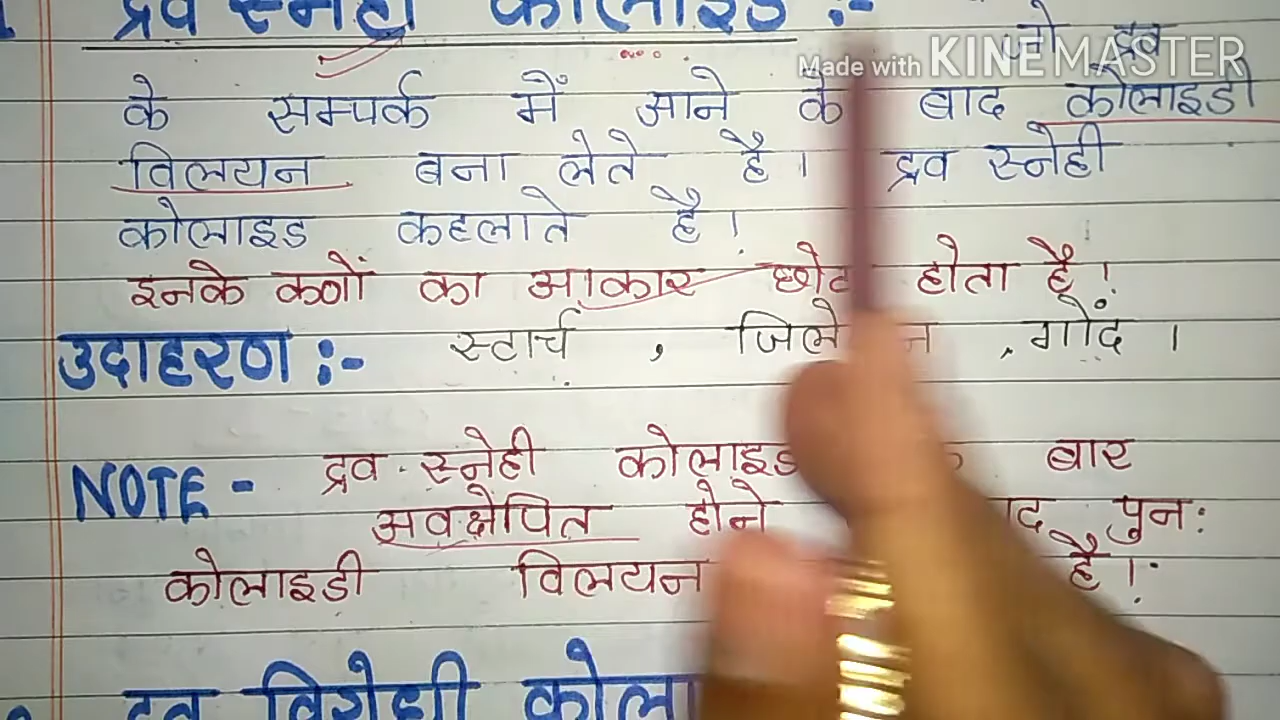 द्रव स्नेही कोलाइड :-
जो द्रव
Made with KINEMASTER
के सम्पर्क में आने के बाद कोलाइडी
विलयन बना लेते है। द्रव स्नेही
कोलाइड कहलाते है।
इनके कणों का आकार होता है।
उदाहरण :- स्टार्च , , गोंद ।
NOTE - द्रव स्नेही कोलाइड बार
अवक्षेपित होने पुनः
कोलाइडी विलयन है।
द्रव विरोधी